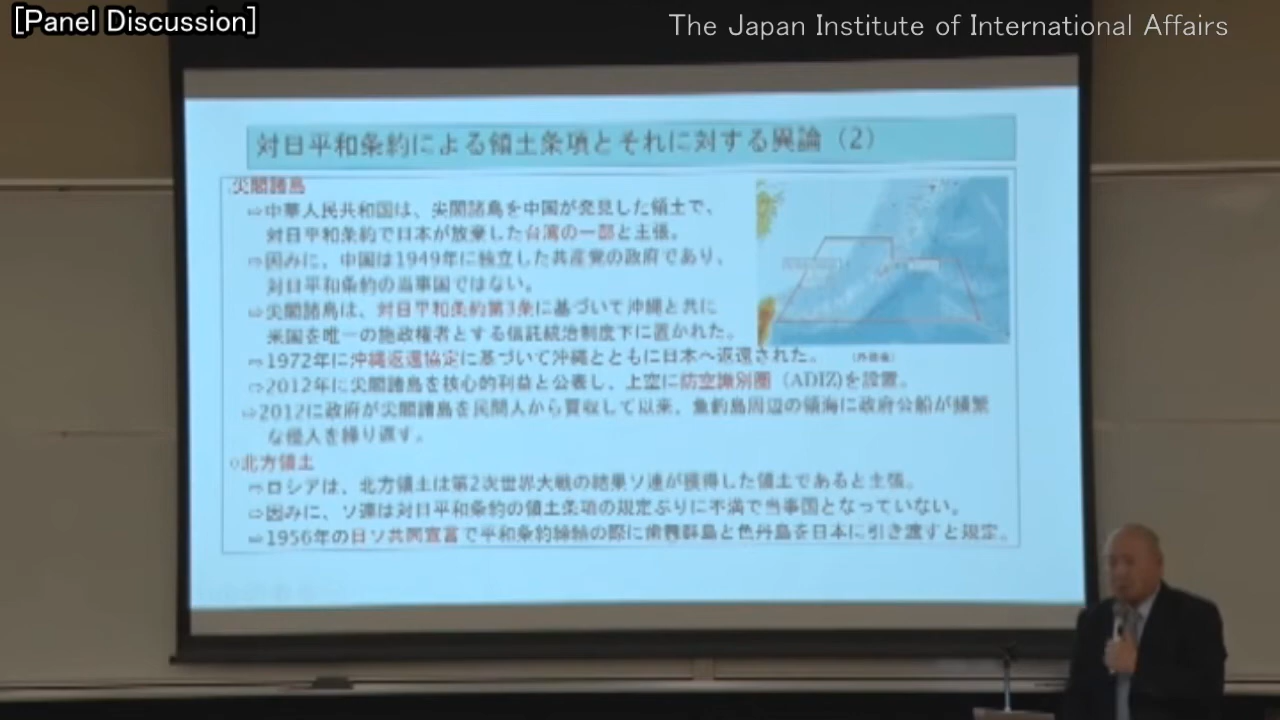 [Panel Discussion]
The Japan Institute of International Affairs
対日平和条約による領土条項とそれに対する異論（2）
尖閣諸島
⇨中華人民共和国は、尖閣諸島を中国が発見した領土で、
対日平和条約で日本が放棄した台湾の一部と主張。
⇨因みに、中国は1949年に独立した共産党の政府であり、
対日平和条約の当事国ではない。
⇨尖閣諸島は、対日平和条約第3条に基づいて沖縄と共に
米国を唯一の施政権者とする信託統治制度下に置かれた。
⇨1972年に沖縄返還協定に基づいて沖縄とともに日本へ返還された。
（外務省）
⇨2012年に尖閣諸島を核心的利益と公表し、上空に防空識別圏（ADIZ)を設置。
⇨2012に政府が尖閣諸島を民間人から買収して以来、魚釣島周辺の領海に政府公船が頻繁
な侵入を繰り返す。
○北方領土
⇨ロシアは、北方領土は第2次世界大戦の結果ソ連が獲得した領土であると主張。
⇨因みに、ソ連は対日平和条約の領土条項の規定ぶりに不満で当事国となっていない。
⇨1956年の日ソ共同宣言で平和条約締結の際に歯舞群島と色丹島を日本に引き渡すと規定。